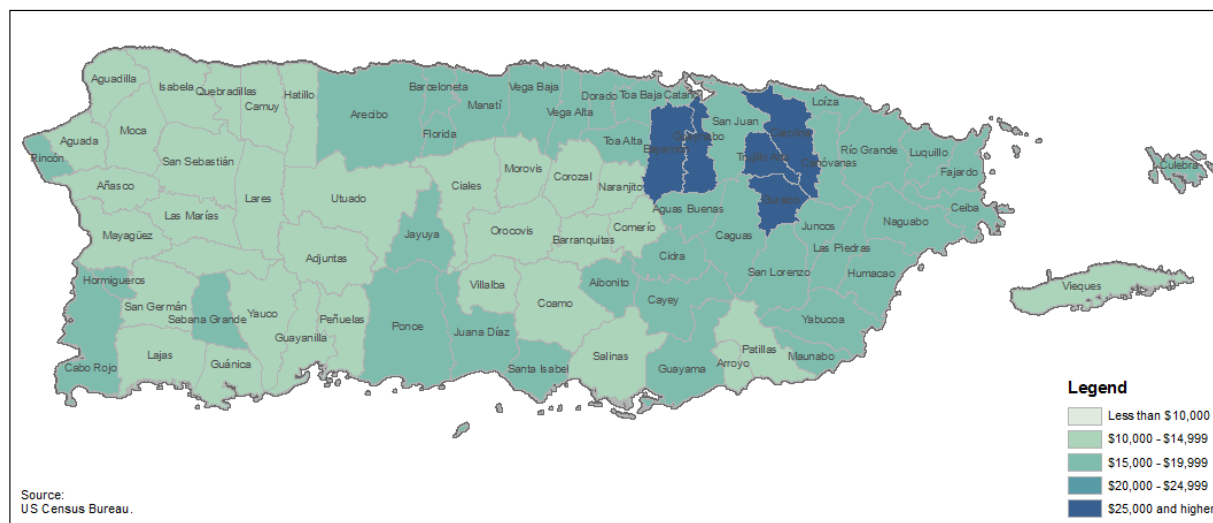 Aguadilla
Isabela
Quebradillas
Camuy
Hatillo
Arecibo
Barceloneta
Manatí
Vega Baja
Vega Alta
Dorado
Toa Baja
Cataño
San Juan
Loíza
Moca
Aguada
Rincón
San Sebastián
Florida
Toa Alta
Bayamón
Guaynabo
Carolina
Trujillo Alto
Canóvanas
Río Grande
Luquillo
Fajardo
Culebra
Añasco
Las Marías
Lares
Utuado
Ciales
Morovis
Corozal
Naranjito
Aguas Buenas
Gurabo
Ceiba
Naguabo
Mayagüez
Jayuya
Orocovis
Barranquitas
Comerío
Caguas
Juncos
Las Piedras
Adjuntas
Cidra
San Lorenzo
Humacao
Hormigueros
San Germán
Sabana Grande
Yauco
Guayanilla
Peñuelas
Villalba
Coamo
Aibonito
Cayey
Yabucoa
Vieques
Ponce
Juana Díaz
Salinas
Patillas
Cabo Rojo
Lajas
Guánica
Santa Isabel
Guayama
Arroyo
Maunabo
Legend
Less than $10,000
$10,000 - $14,999
$15,000 - $19,999
$20,000 - $24,999
$25,000 and higher
Source:
US Census Bureau.